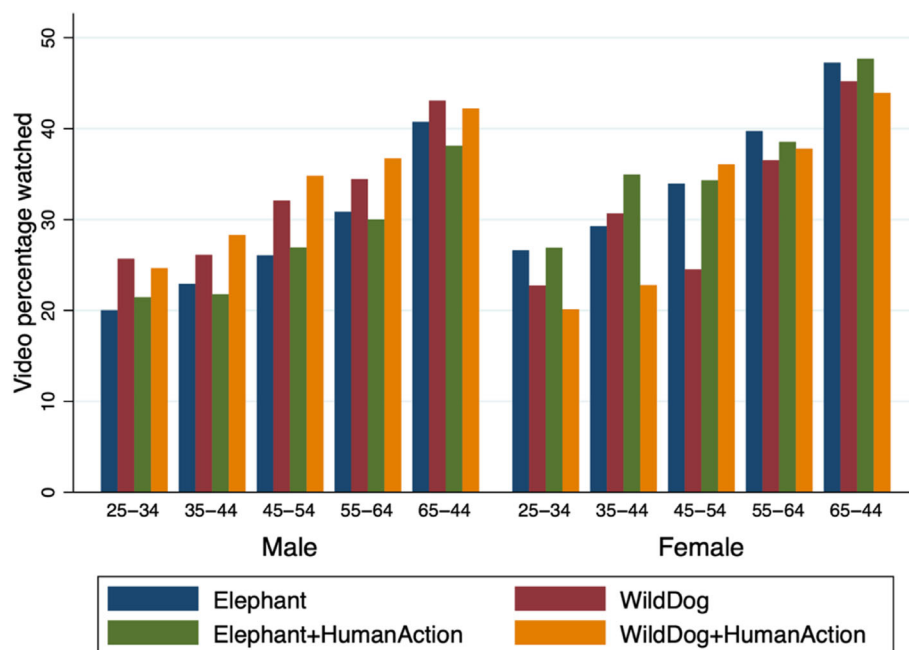 Video percentage watched
50
40
30
20
10
0
25–34 35–44 45–54 55–64 65–44 25–34 35–44 45–54 55–64 65–44
Male Female
Elephant WildDog
Elephant+HumanAction WildDog+HumanAction